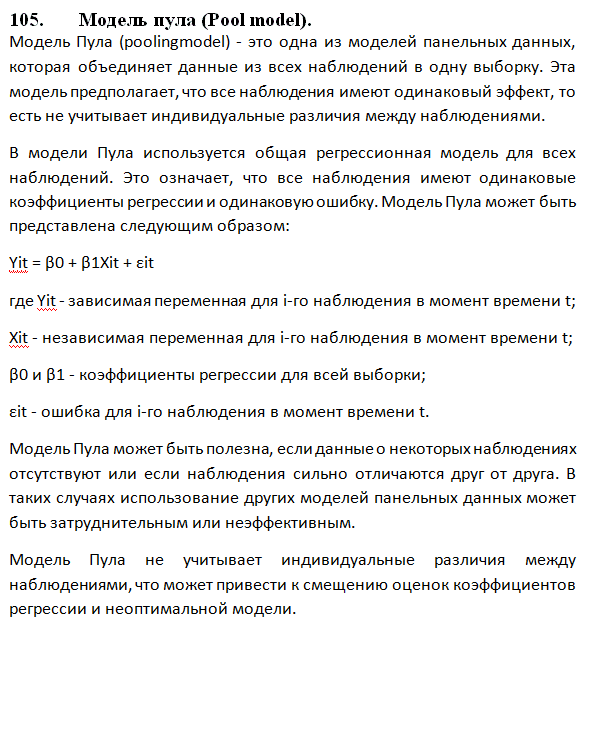 105. Модель пула (Pool model).
Модель Пула (poolingmodel) - это одна из моделей панельных данных,
которая объединяет данные из всех наблюдений в одну выборку. Эта
модель предполагает, что все наблюдения имеют одинаковый эффект, то
есть не учитывает индивидуальные различия между наблюдениями.
В модели Пула используется общая регрессионная модель для всех
наблюдений. Это означает, что все наблюдения имеют одинаковые
коэффициенты регрессии и одинаковую ошибку. Модель Пула может быть
представлена следующим образом:
Yit = β0 + β1Xit + εit
где Yit - зависимая переменная для i-го наблюдения в момент времени t;
Xit - независимая переменная для i-го наблюдения в момент времени t;
β0 и β1 - коэффициенты регрессии для всей выборки;
εit - ошибка для i-го наблюдения в момент времени t.
Модель Пула может быть полезна, если данные о некоторых наблюдениях
отсутствуют или если наблюдения сильно отличаются друг от друга. В
таких случаях использование других моделей панельных данных может
быть затруднительным или неэффективным.
Модель Пула не учитывает индивидуальные различия между
наблюдениями, что может привести к смещению оценок коэффициентов
регрессии и неоптимальной модели.